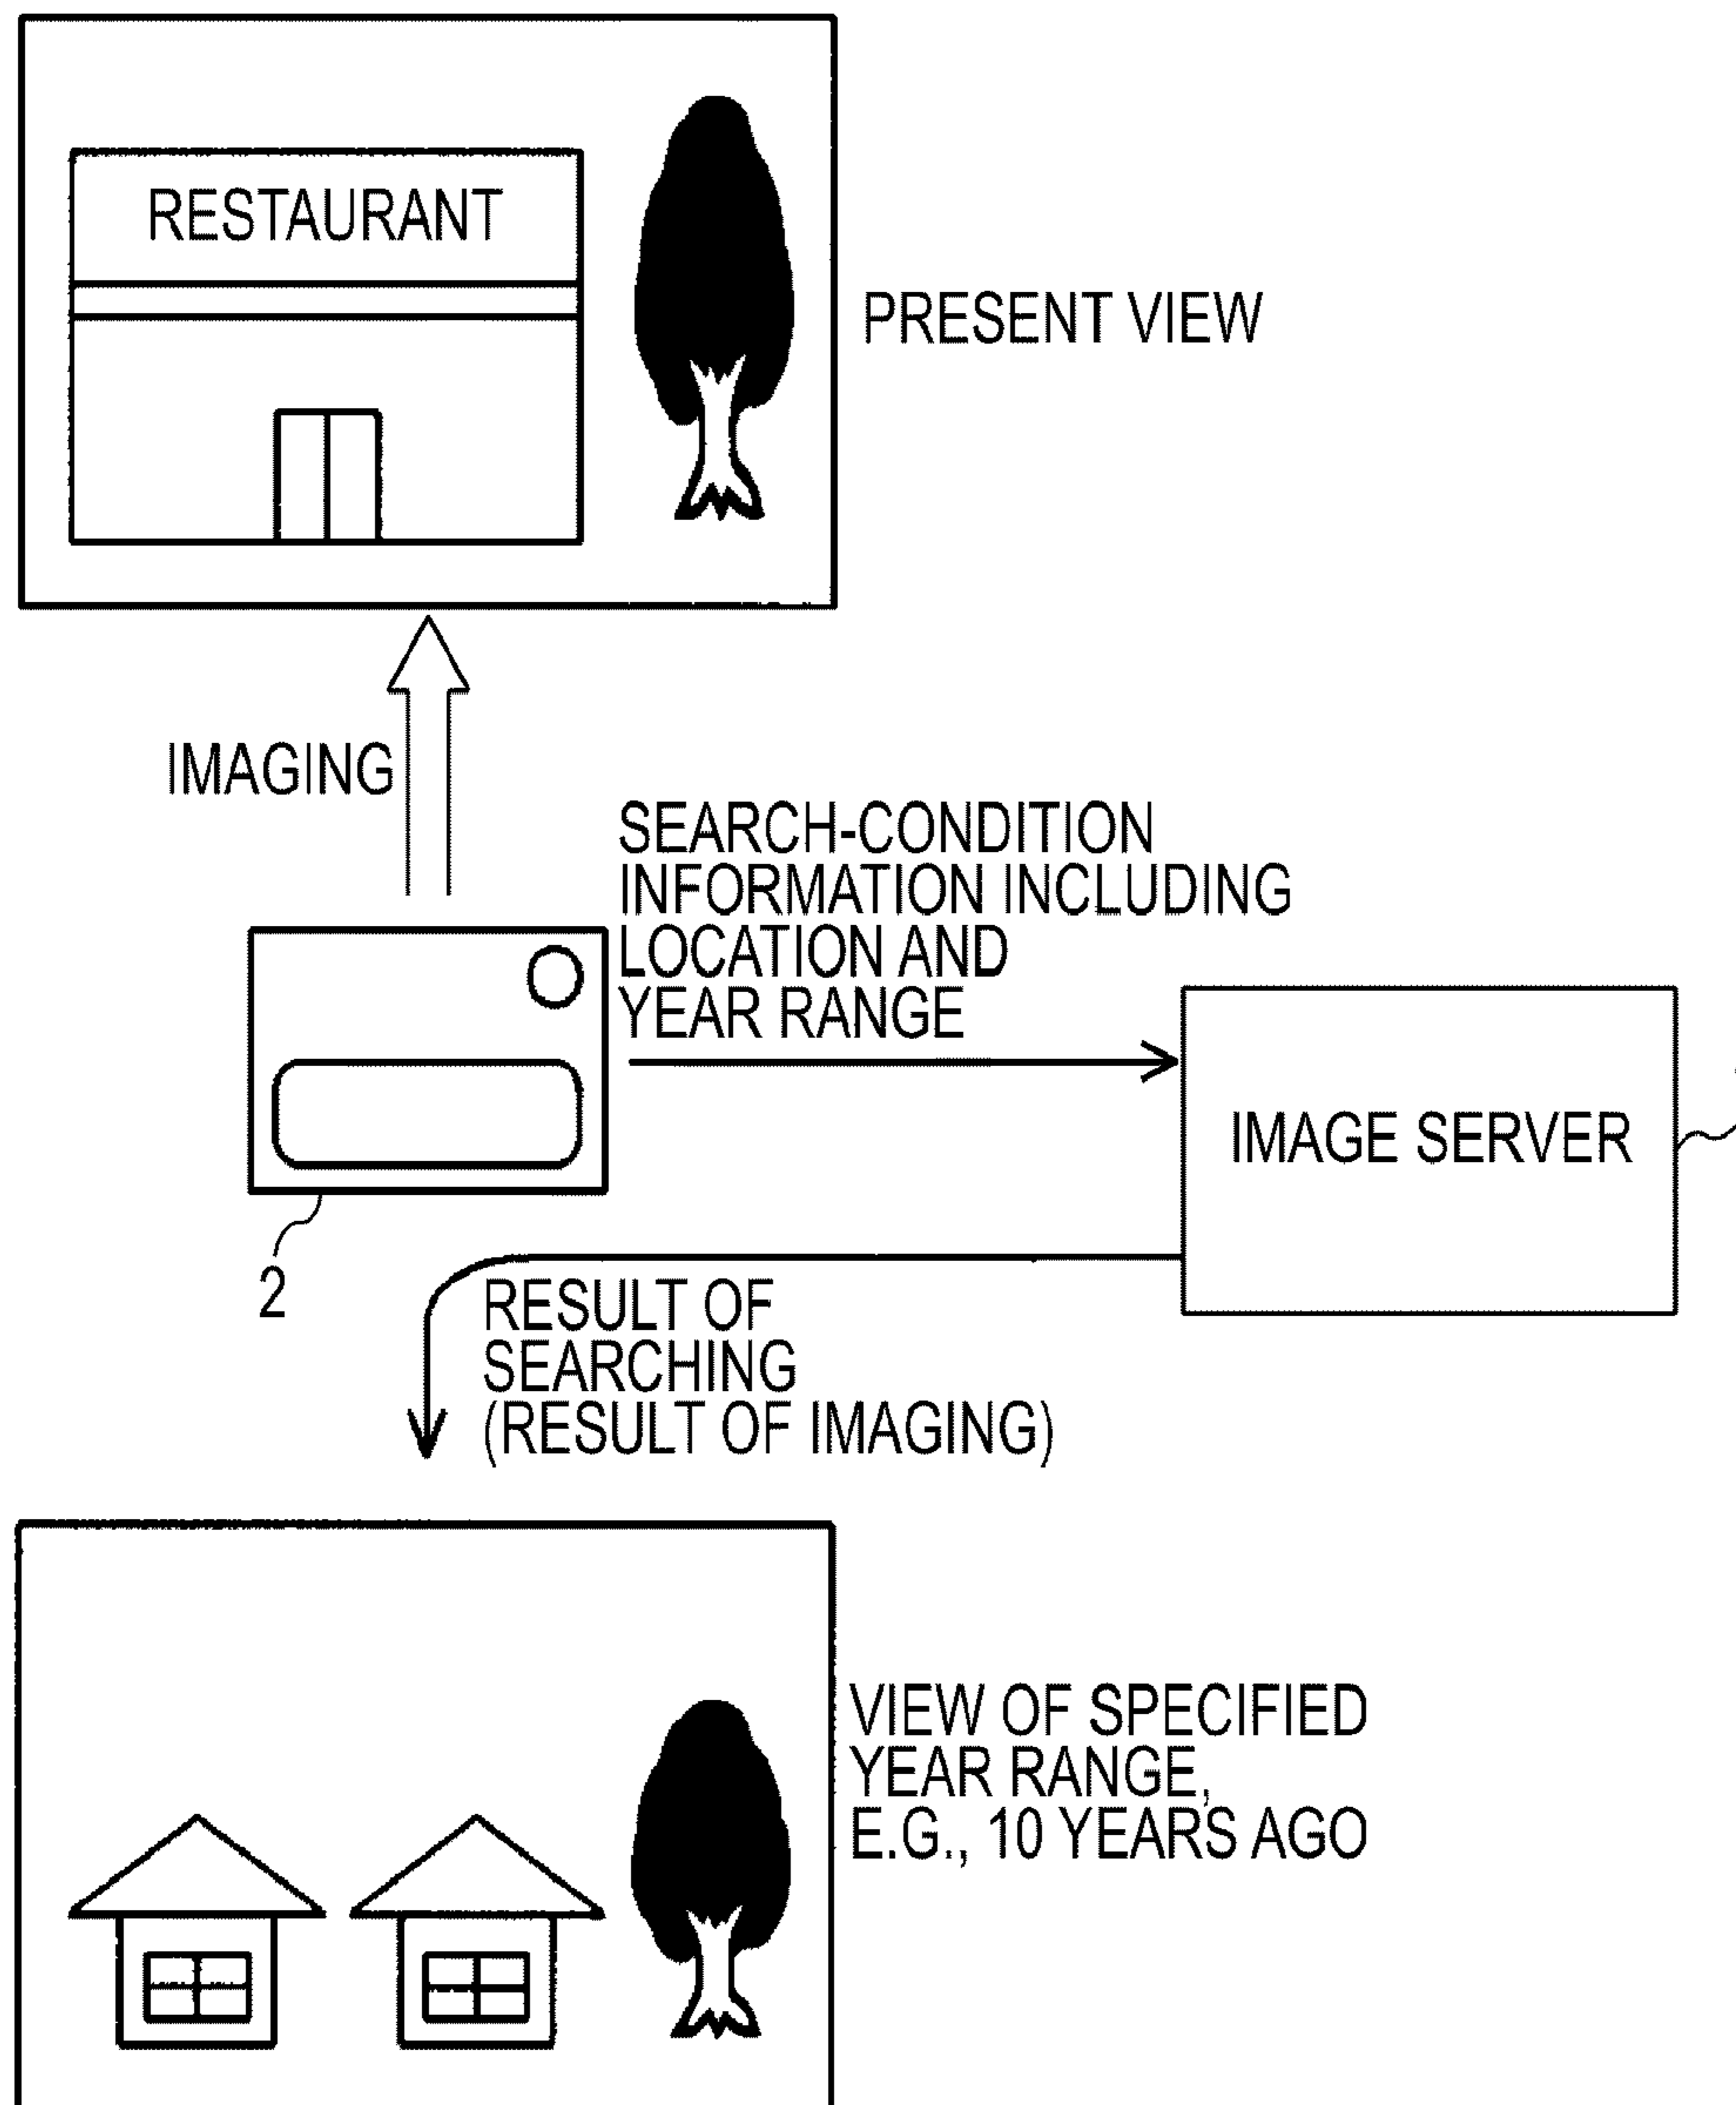 RESTAURANT
PRESENT VIEW
IMAGING
SEARCH-CONDITION
INFORMATION INCLUDING
LOCATION AND
YEAR RANGE
IMAGE SERVER
2
RESULT OF
SEARCHING
(RESULT OF IMAGING)
VIEW OF SPECIFIED
YEAR RANGE,
E.G., 10 YEARS AGO